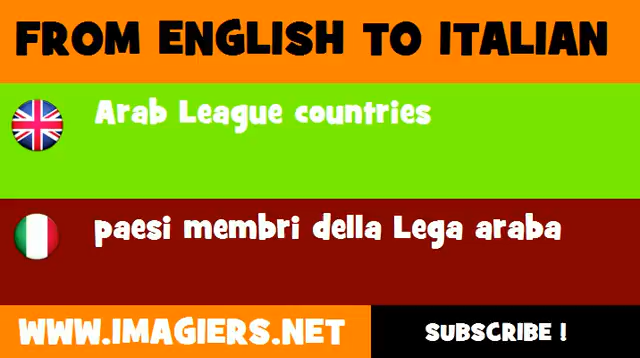 FROM ENGLISH TO ITALIAN
Arab League countries
paesi membri della Lega araba
WWW.IMAGIERS.NET
SUBSCRIBE !